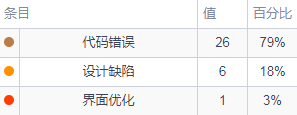 条目 值 百分比
代码错误 26 79%
设计缺陷 6 18%
界面优化 1 3%